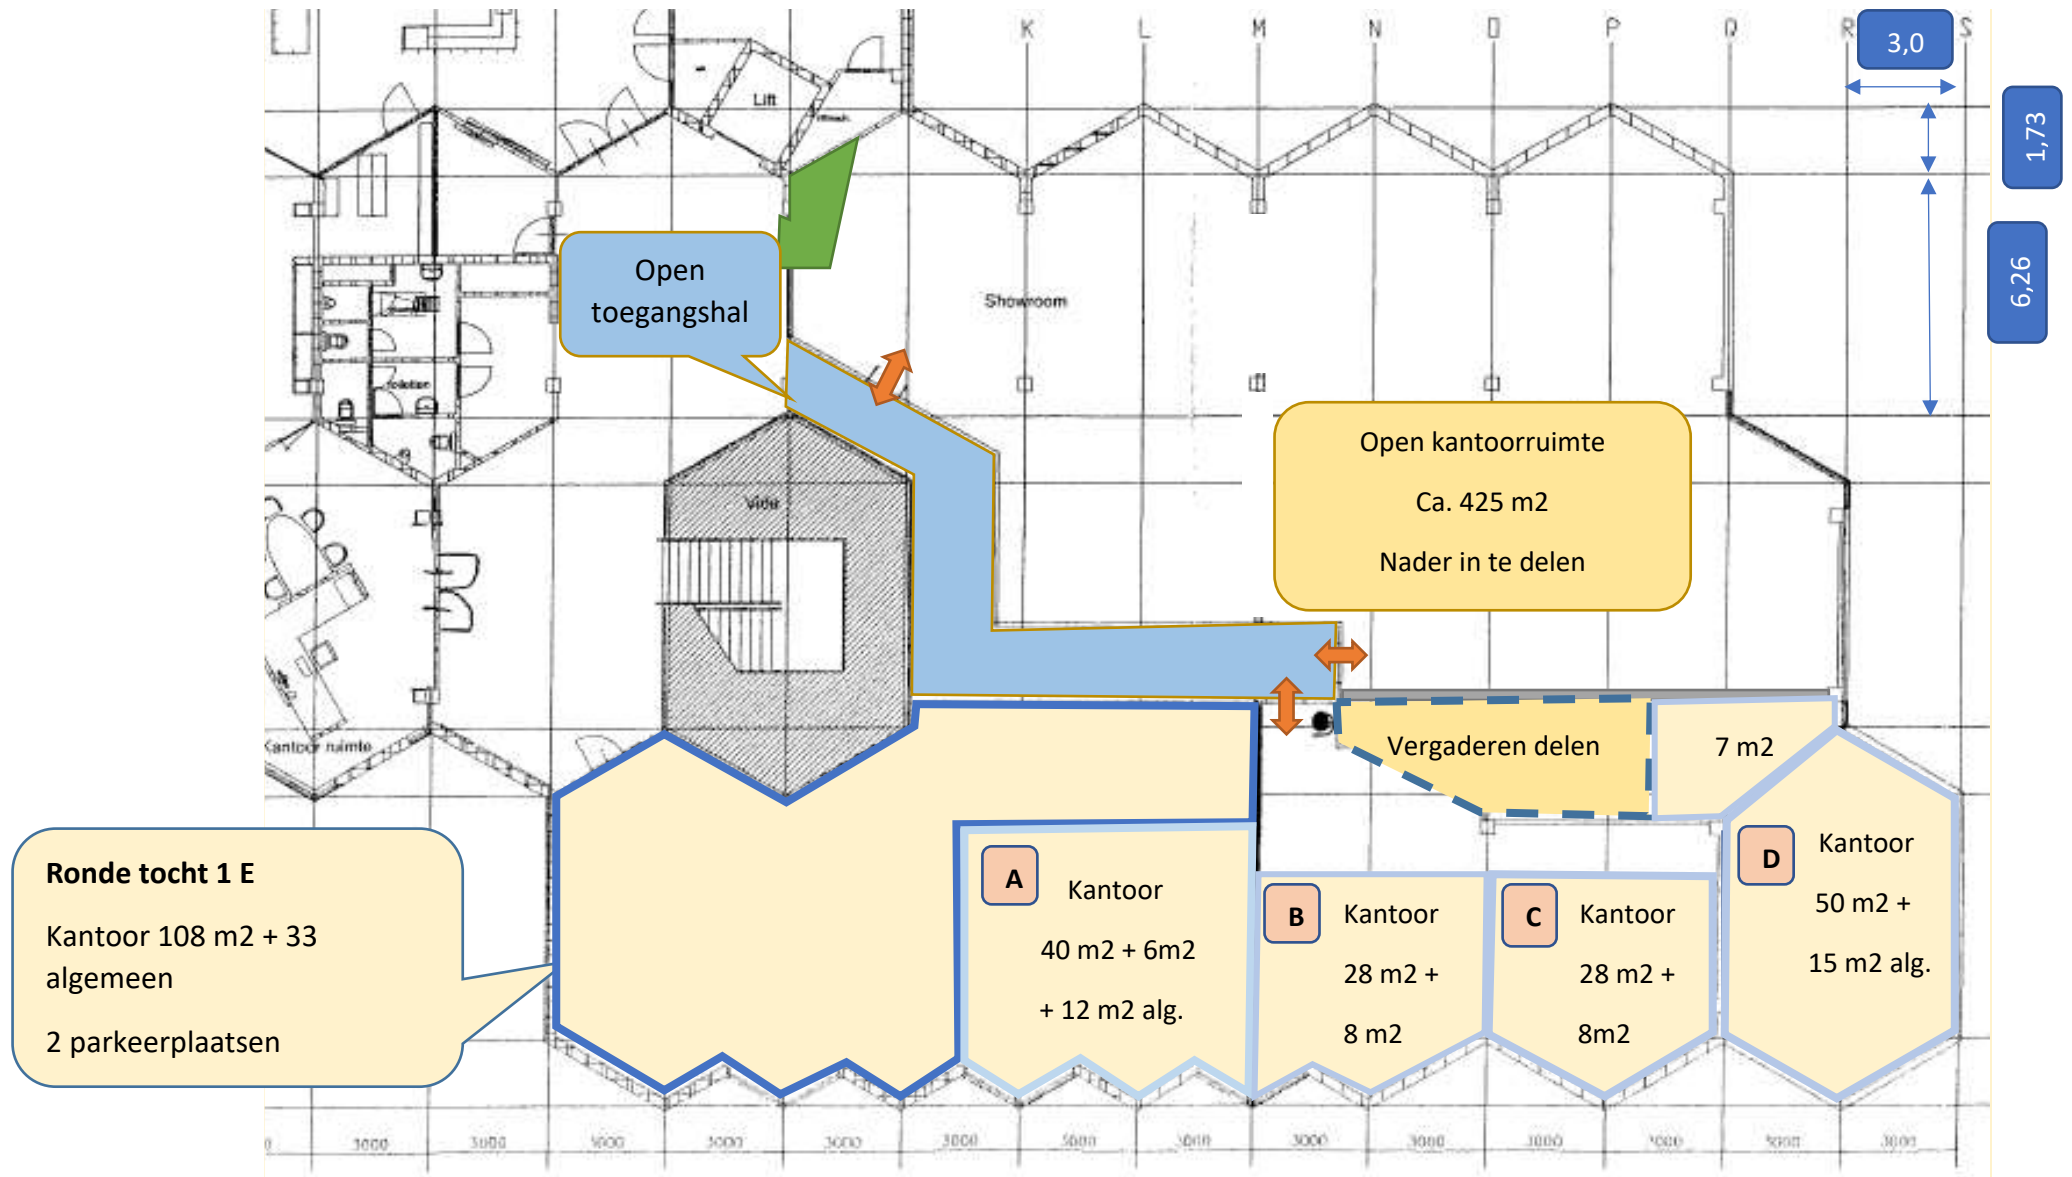 K L M N O P Q R S
3,0
1,73
6,26
Lift
Open
toegangshal
Showroom
toiletten
Open kantoorruimte
Ca. 425 m2
Nader in te delen
Vide
Kantoor ruimte
Vergaderen delen
7 m2
Ronde tocht 1 E
Kantoor 108 m2 + 33
algemeen
2 parkeerplaatsen
A
Kantoor
40 m2 + 6m2
+ 12 m2 alg.
B
Kantoor
28 m2 +
8 m2
C
Kantoor
28 m2 +
8m2
D
Kantoor
50 m2 +
15 m2 alg.
3000 3000 3000 3000 3000 3000 3000 3000 3000 3000 3000 3000 3000 3000